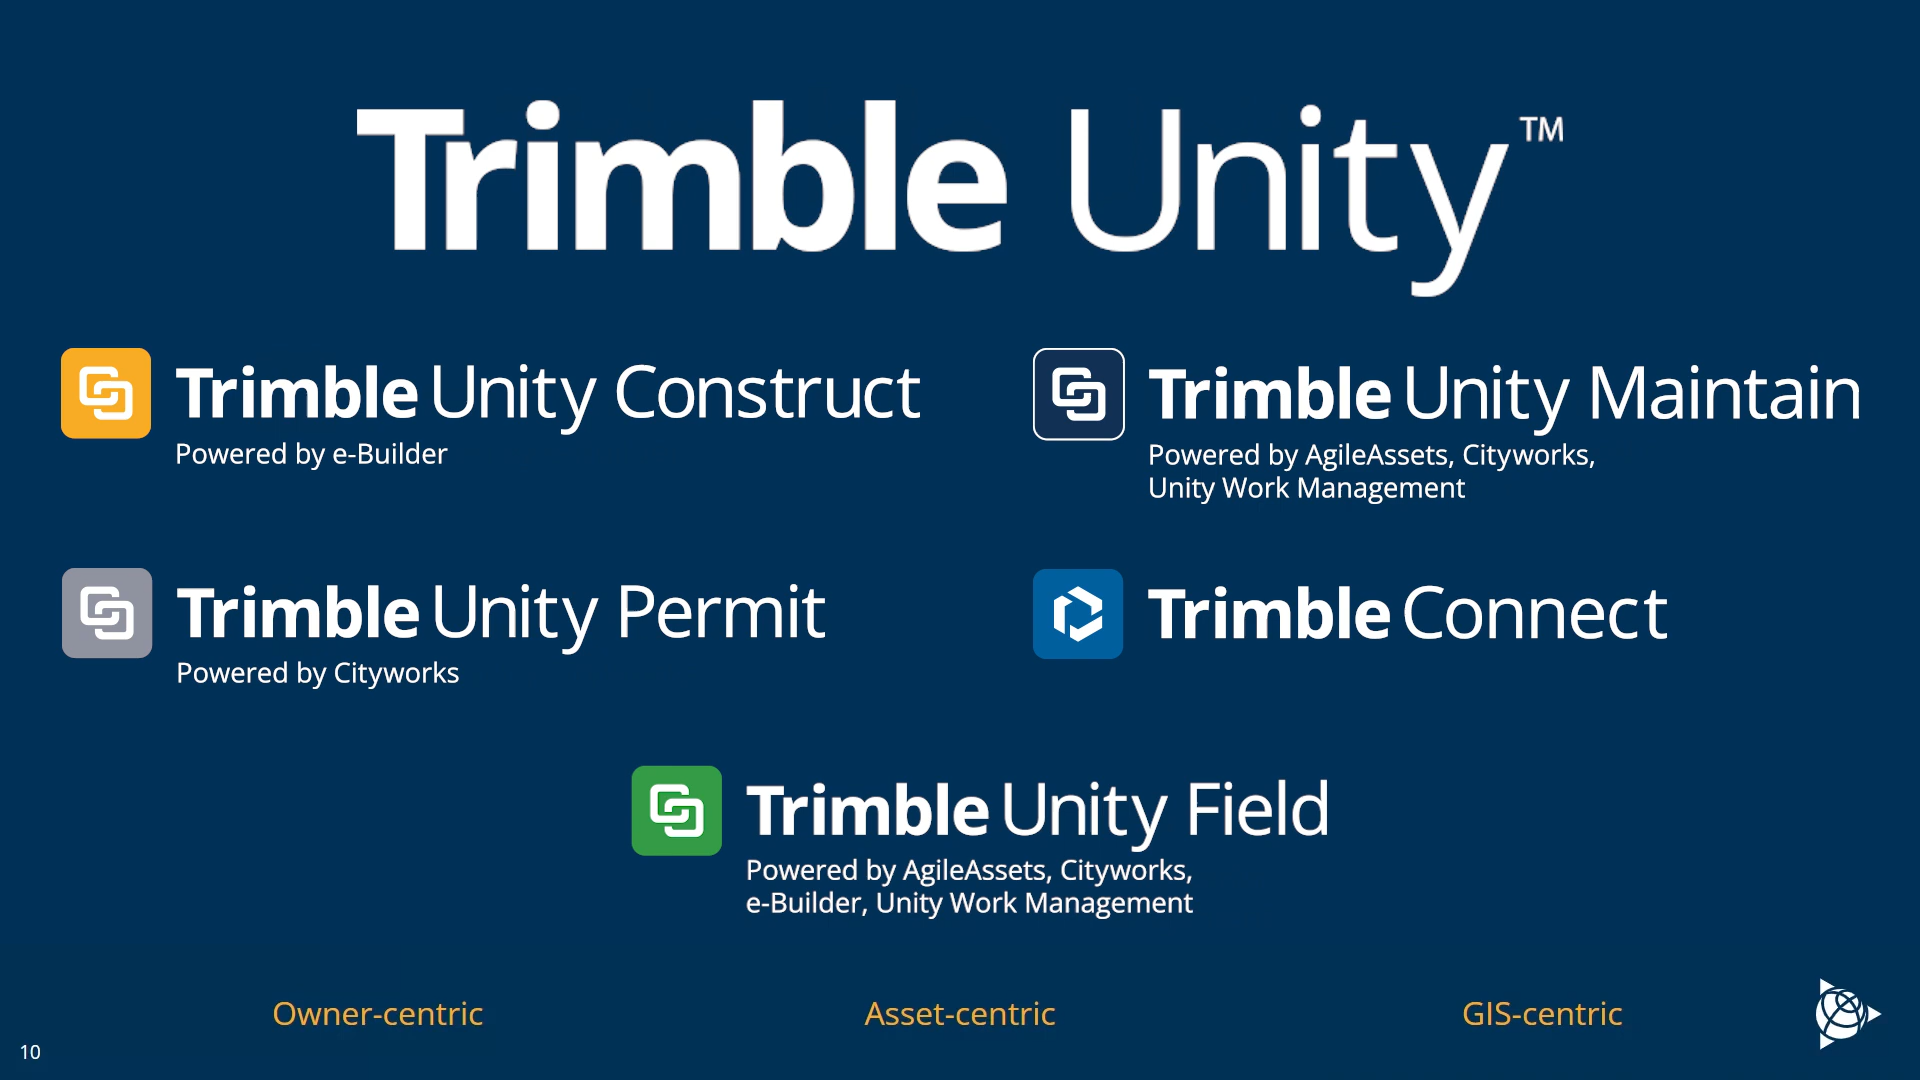 Trimble Unity™
Trimble Unity Construct
Powered by e-Builder
Trimble Unity Maintain
Powered by AgileAssets, Cityworks,
Unity Work Management
Trimble Unity Permit
Powered by Cityworks
Trimble Connect
Trimble Unity Field
Powered by AgileAssets, Cityworks,
e-Builder, Unity Work Management
Owner-centric
Asset-centric
GIS-centric
10